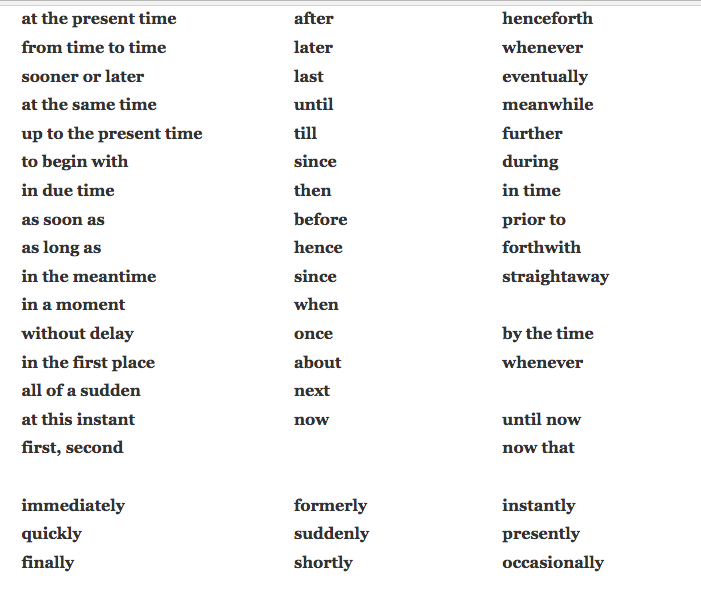 at the present time after henceforth
from time to time later whenever
sooner or later last eventually
at the same time until meanwhile
up to the present time till further
to begin with since during
in due time then in time
as soon as before prior to
as long as hence forthwith
in the meantime since straightaway
in a moment when
without delay once by the time
in the first place about whenever
all of a sudden next
at this instant now until now
first, second now that
immediately formerly instantly
quickly suddenly presently
finally shortly occasionally